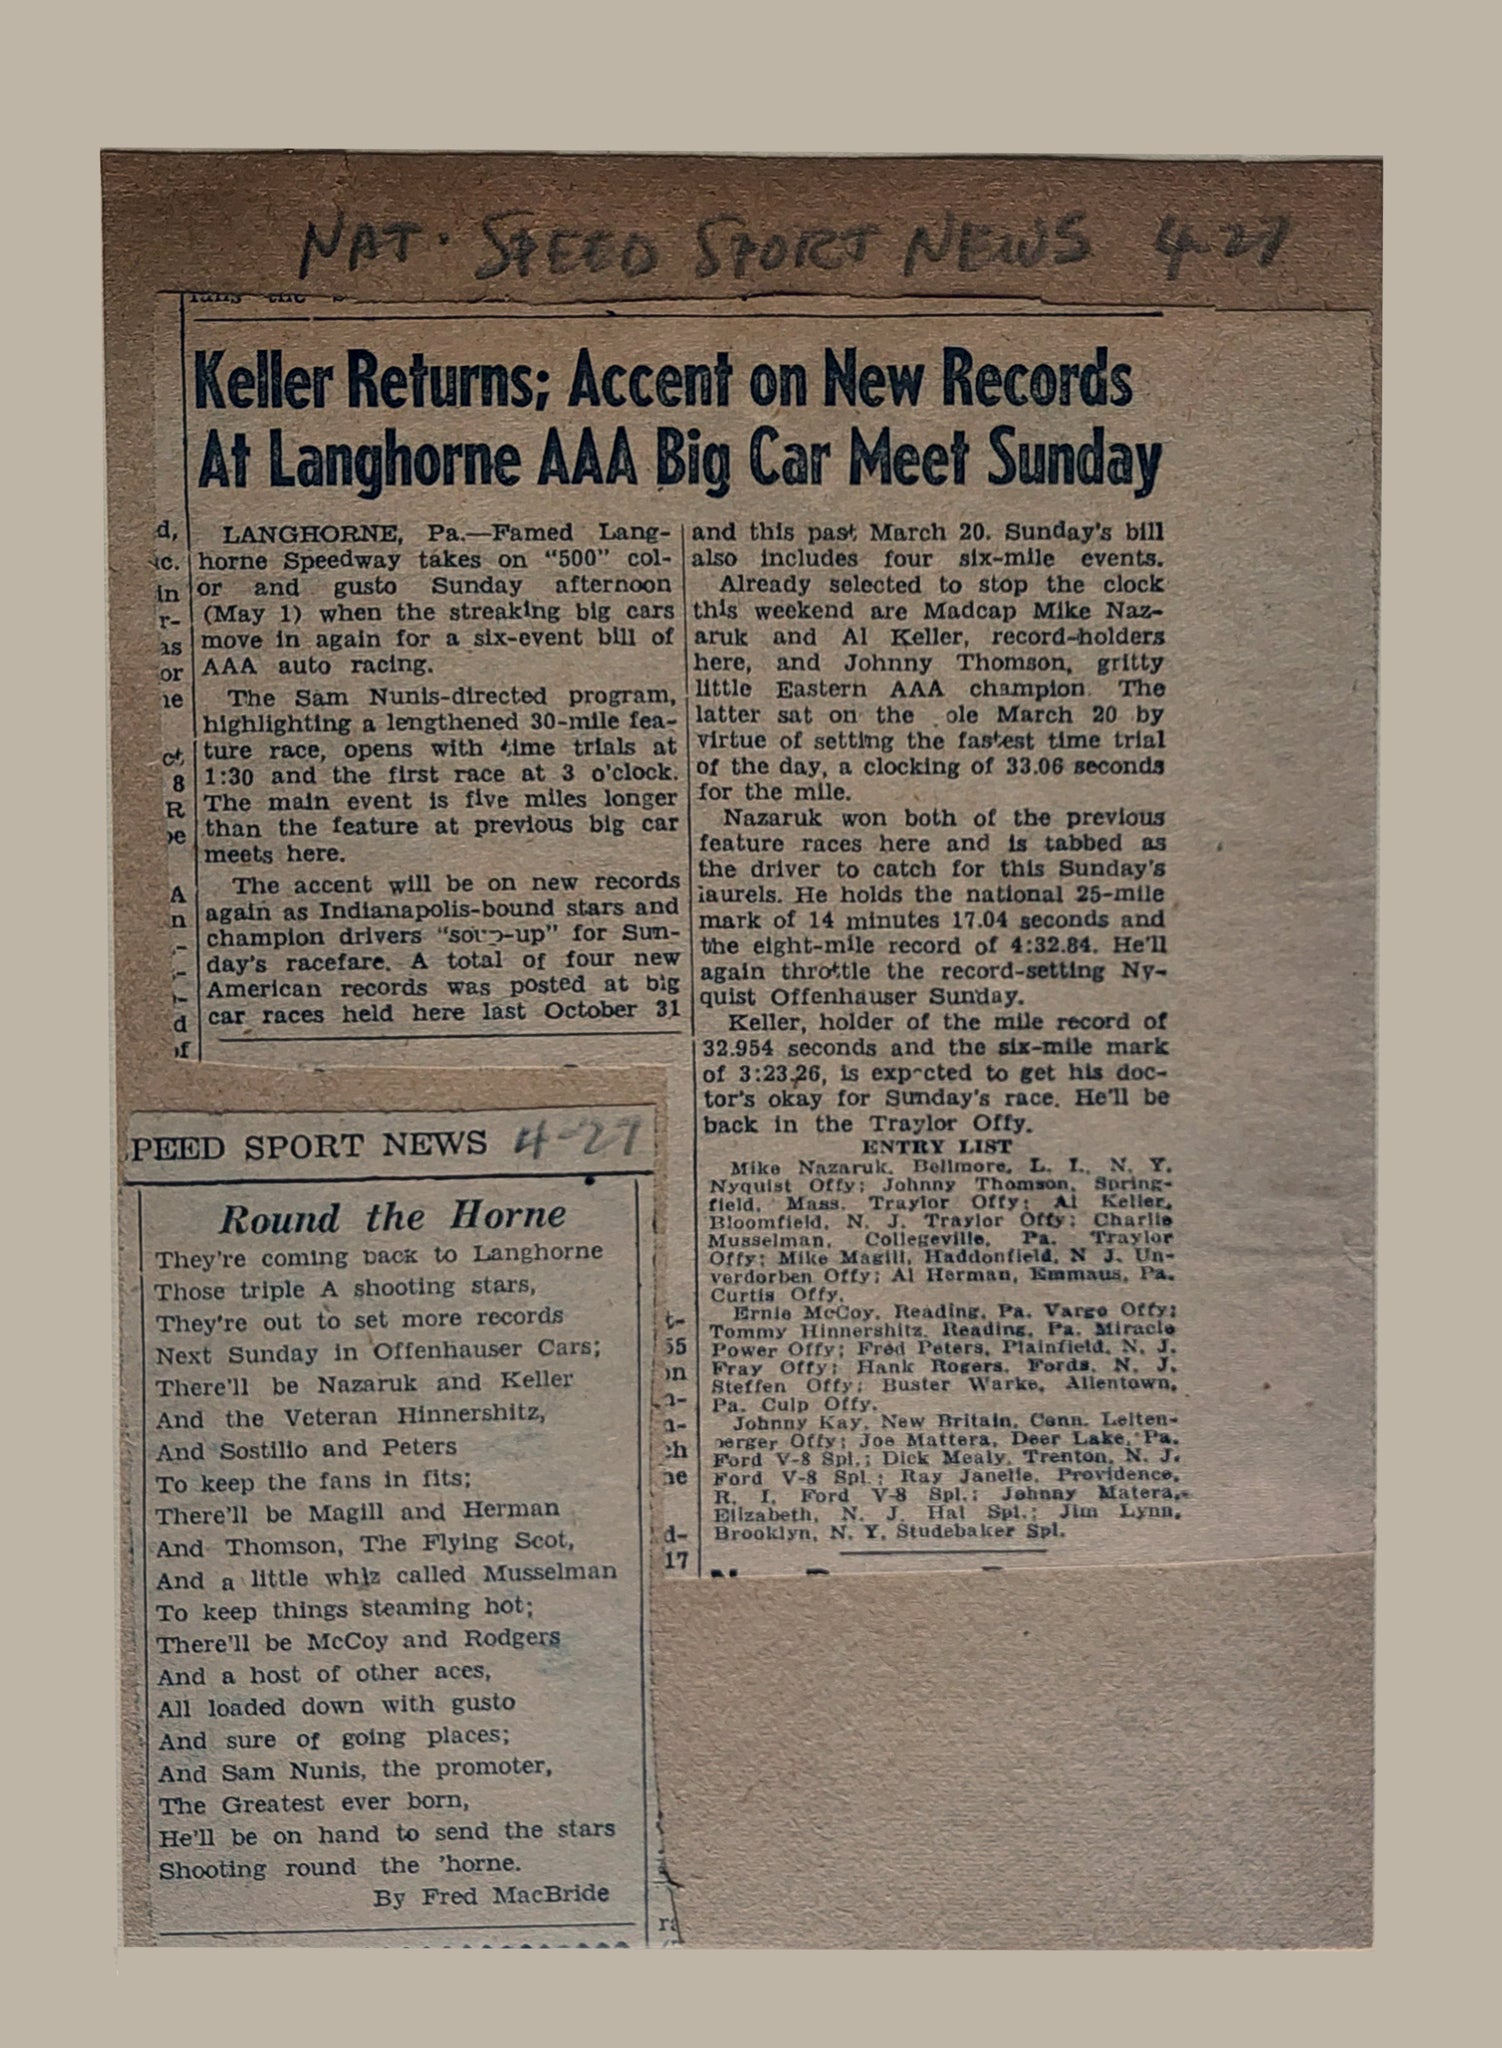 NAT. SPEED SPORT NEWS 4-27
Keller Returns; Accent on New Records
At Langhorne AAA Big Car Meet Sunday
LANGHORNE, Pa.—Famed Lang-
horne Speedway takes on "500" col-
or and gusto Sunday afternoon
(May 1) when the streaking big cars
move in again for a six-event bill of
AAA auto racing.
The Sam Nunis-directed program,
highlighting a lengthened 30-mile fea-
ture race, opens with time trials at
1:30 and the first race at 3 o'clock.
The main event is five miles longer
than the feature at previous big car
meets here.
The accent will be on new records
again as Indianapolis-bound stars and
champion drivers "soup-up" for Sun-
day's racefare. A total of four new
American records was posted at big
car races held here last October 31
and this past March 20. Sunday's bill
also includes four six-mile events.
Already selected to stop the clock
this weekend are Madcap Mike Naz-
aruk and Al Keller, record-holders
here, and Johnny Thomson, gritty
little Eastern AAA champion. The
latter sat on the ole March 20 by
virtue of setting the fastest time trial
of the day, a clocking of 33.06 seconds
for the mile.
Nazaruk won both of the previous
feature races here and is tabbed as
the driver to catch for this Sunday's
laurels. He holds the national 25-mile
mark of 14 minutes 17.04 seconds and
the eight-mile record of 4:32.84. He'll
again throttle the record-setting Ny-
quist Offenhauser Sunday.
Keller, holder of the mile record of
32.954 seconds and the six-mile mark
of 3:23.26, is expected to get his doc-
tor's okay for Sunday's race. He'll be
back in the Traylor Offy.
ENTRY LIST
Mike Nazaruk, Bellmore, L. I., N. Y.
Nyquist Offy; Johnny Thomson, Spring-
field, Mass. Traylor Offy; Al Keller,
Bloomfield, N. J. Traylor Offy; Charlie
Musselman, Collegeville, Pa. Traylor
Offy; Mike Magill, Haddonfield, N J. Un-
verdorben Offy; Al Herman, Emmaus, Pa.
Curtis Offy.
Ernie McCoy, Reading, Pa. Vargo Offy;
Tommy Hinnershitz, Reading, Pa. Miracle
Power Offy; Fred Peters, Plainfield, N. J.
Fray Offy; Hank Rogers, Fords, N. J.
Steffen Offy; Buster Warke, Allentown,
Pa. Culp Offy.
Johnny Kay, New Britain, Conn. Leiten-
berger Offy; Joe Mattera, Deer Lake, Pa.
Ford V-8 Spl.; Dick Mealy, Trenton, N. J.
Ford V-8 Spl.; Ray Janelle, Providence,
R. I. Ford V-8 Spl.; Johnny Matera,
Elizabeth, N. J. Hal Spl.; Jim Lynn,
Brooklyn, N. Y. Studebaker Spl.
PEED SPORT NEWS 4-27
Round the Horne
They're coming back to Langhorne
Those triple A shooting stars,
They're out to set more records
Next Sunday in Offenhauser Cars;
There'll be Nazaruk and Keller
And the Veteran Hinnershitz,
And Sostilio and Peters
To keep the fans in fits;
There'll be Magill and Herman
And Thomson, The Flying Scot,
And a little whiz called Musselman
To keep things steaming hot;
There'll be McCoy and Rodgers
And a host of other aces,
All loaded down with gusto
And sure of going places;
And Sam Nunis, the promoter,
The Greatest ever born,
He'll be on hand to send the stars
Shooting round the 'horne.
By Fred MacBride